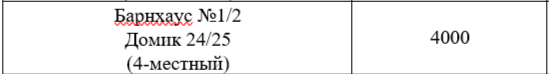 Барнхаус №1/2
Домик 24/25
(4-местный)
4000